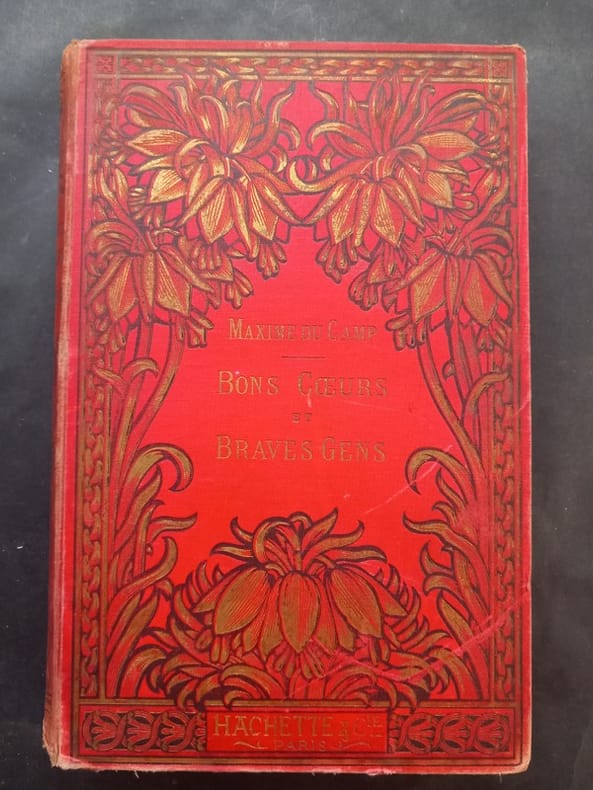 MAXIME DU CAMP
BONS CŒURS
ET
BRAVES GENS
HACHETTE & CIE
PARIS